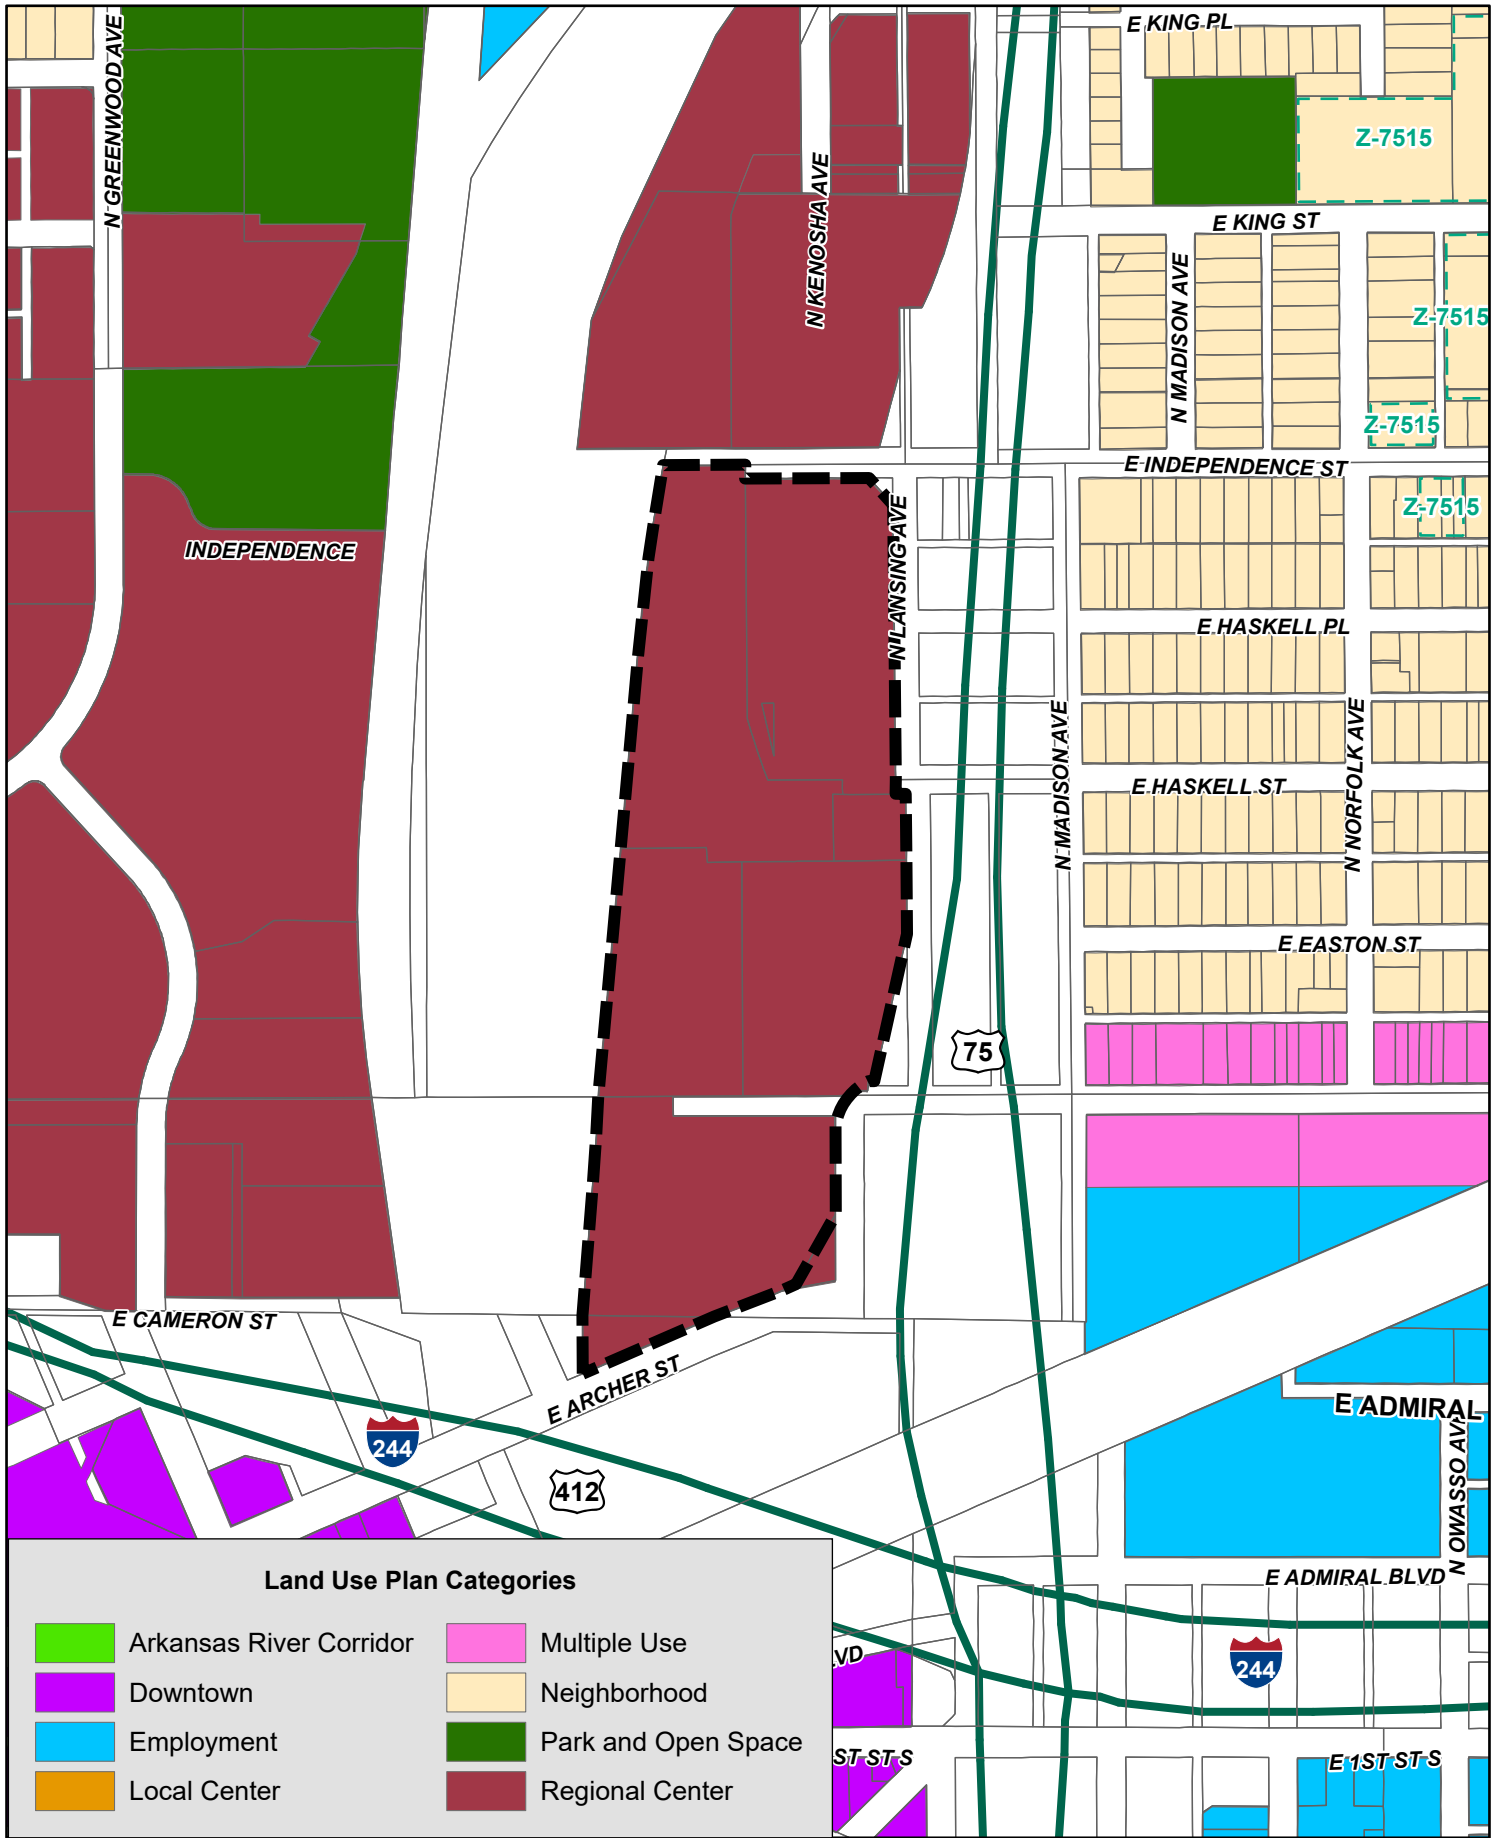 E KING PL
N GREENWOOD AVE
Z-7515
N KENOSHA AVE
E KING ST
N MADISON AVE
Z-7515
Z-7515
E INDEPENDENCE ST
N LANSING AVE
Z-7515
INDEPENDENCE
E HASKELL PL
N MADISON AVE
N NORFOLK AVE
E HASKELL ST
E EASTON ST
75
E CAMERON ST
E ARCHER ST
E ADMIRAL
N OWASSO AVE
244
412
E ADMIRAL BLVD
LVD
244
ST ST S
E 1ST ST S
Land Use Plan Categories
Arkansas River Corridor
Downtown
Employment
Local Center
Multiple Use
Neighborhood
Park and Open Space
Regional Center